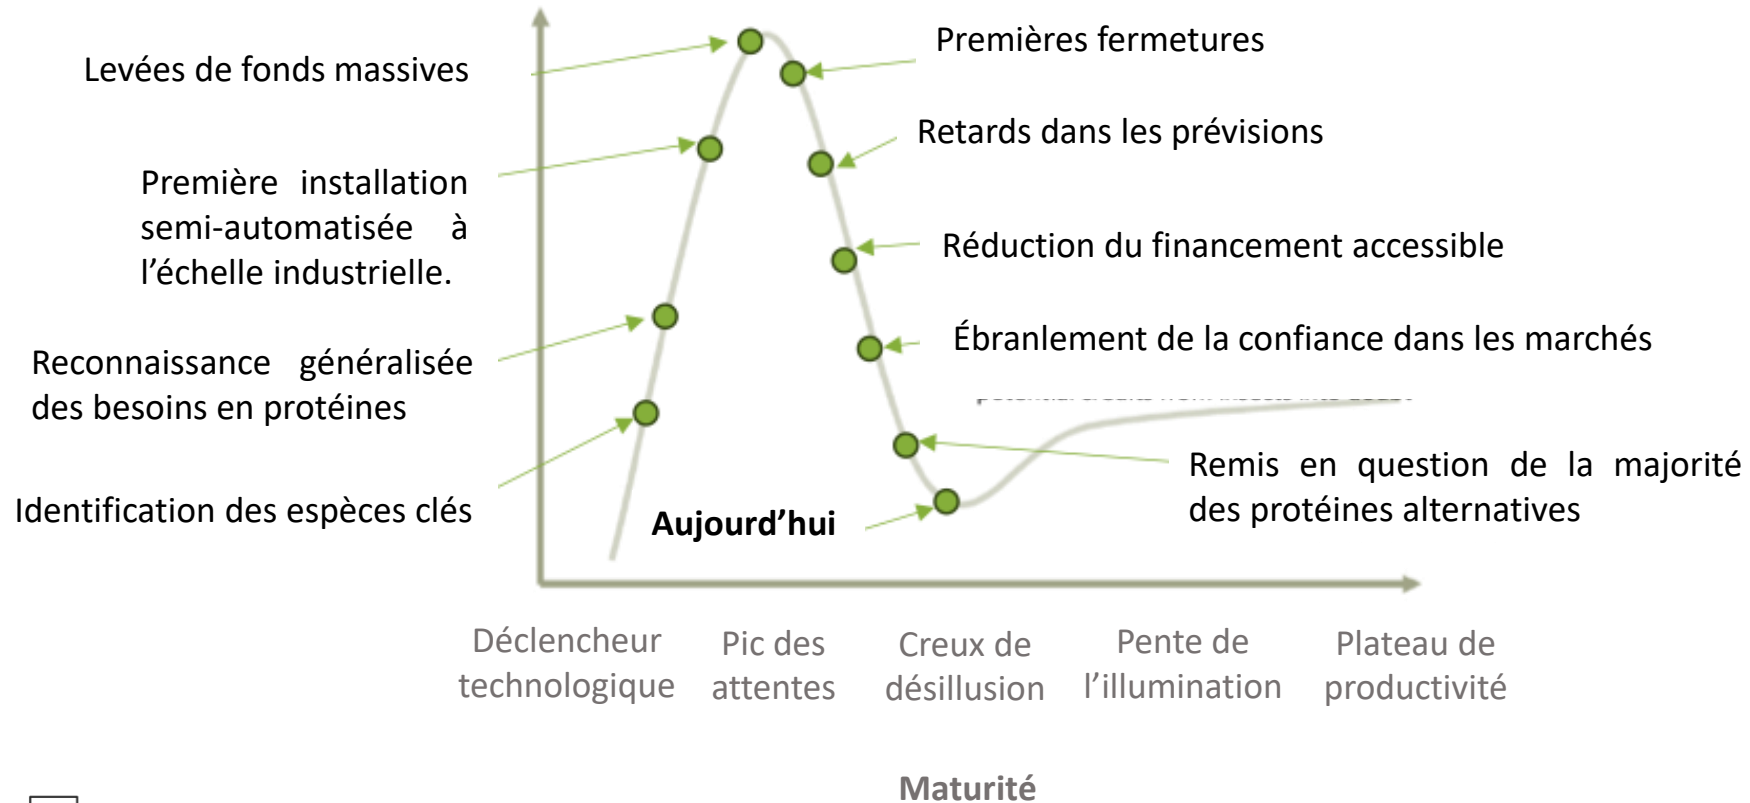 Levées de fonds massives
Première installation
semi-automatisée à
l’échelle industrielle.
Reconnaissance généralisée
des besoins en protéines
Identification des espèces clés
Premières fermetures
Retards dans les prévisions
Réduction du financement accessible
Ébranlement de la confiance dans les marchés
Remis en question de la majorité
des protéines alternatives
Aujourd’hui
Déclencheur
technologique
Pic des
attentes
Creux de
désillusion
Pente de
l’illumination
Plateau de
productivité
Maturité